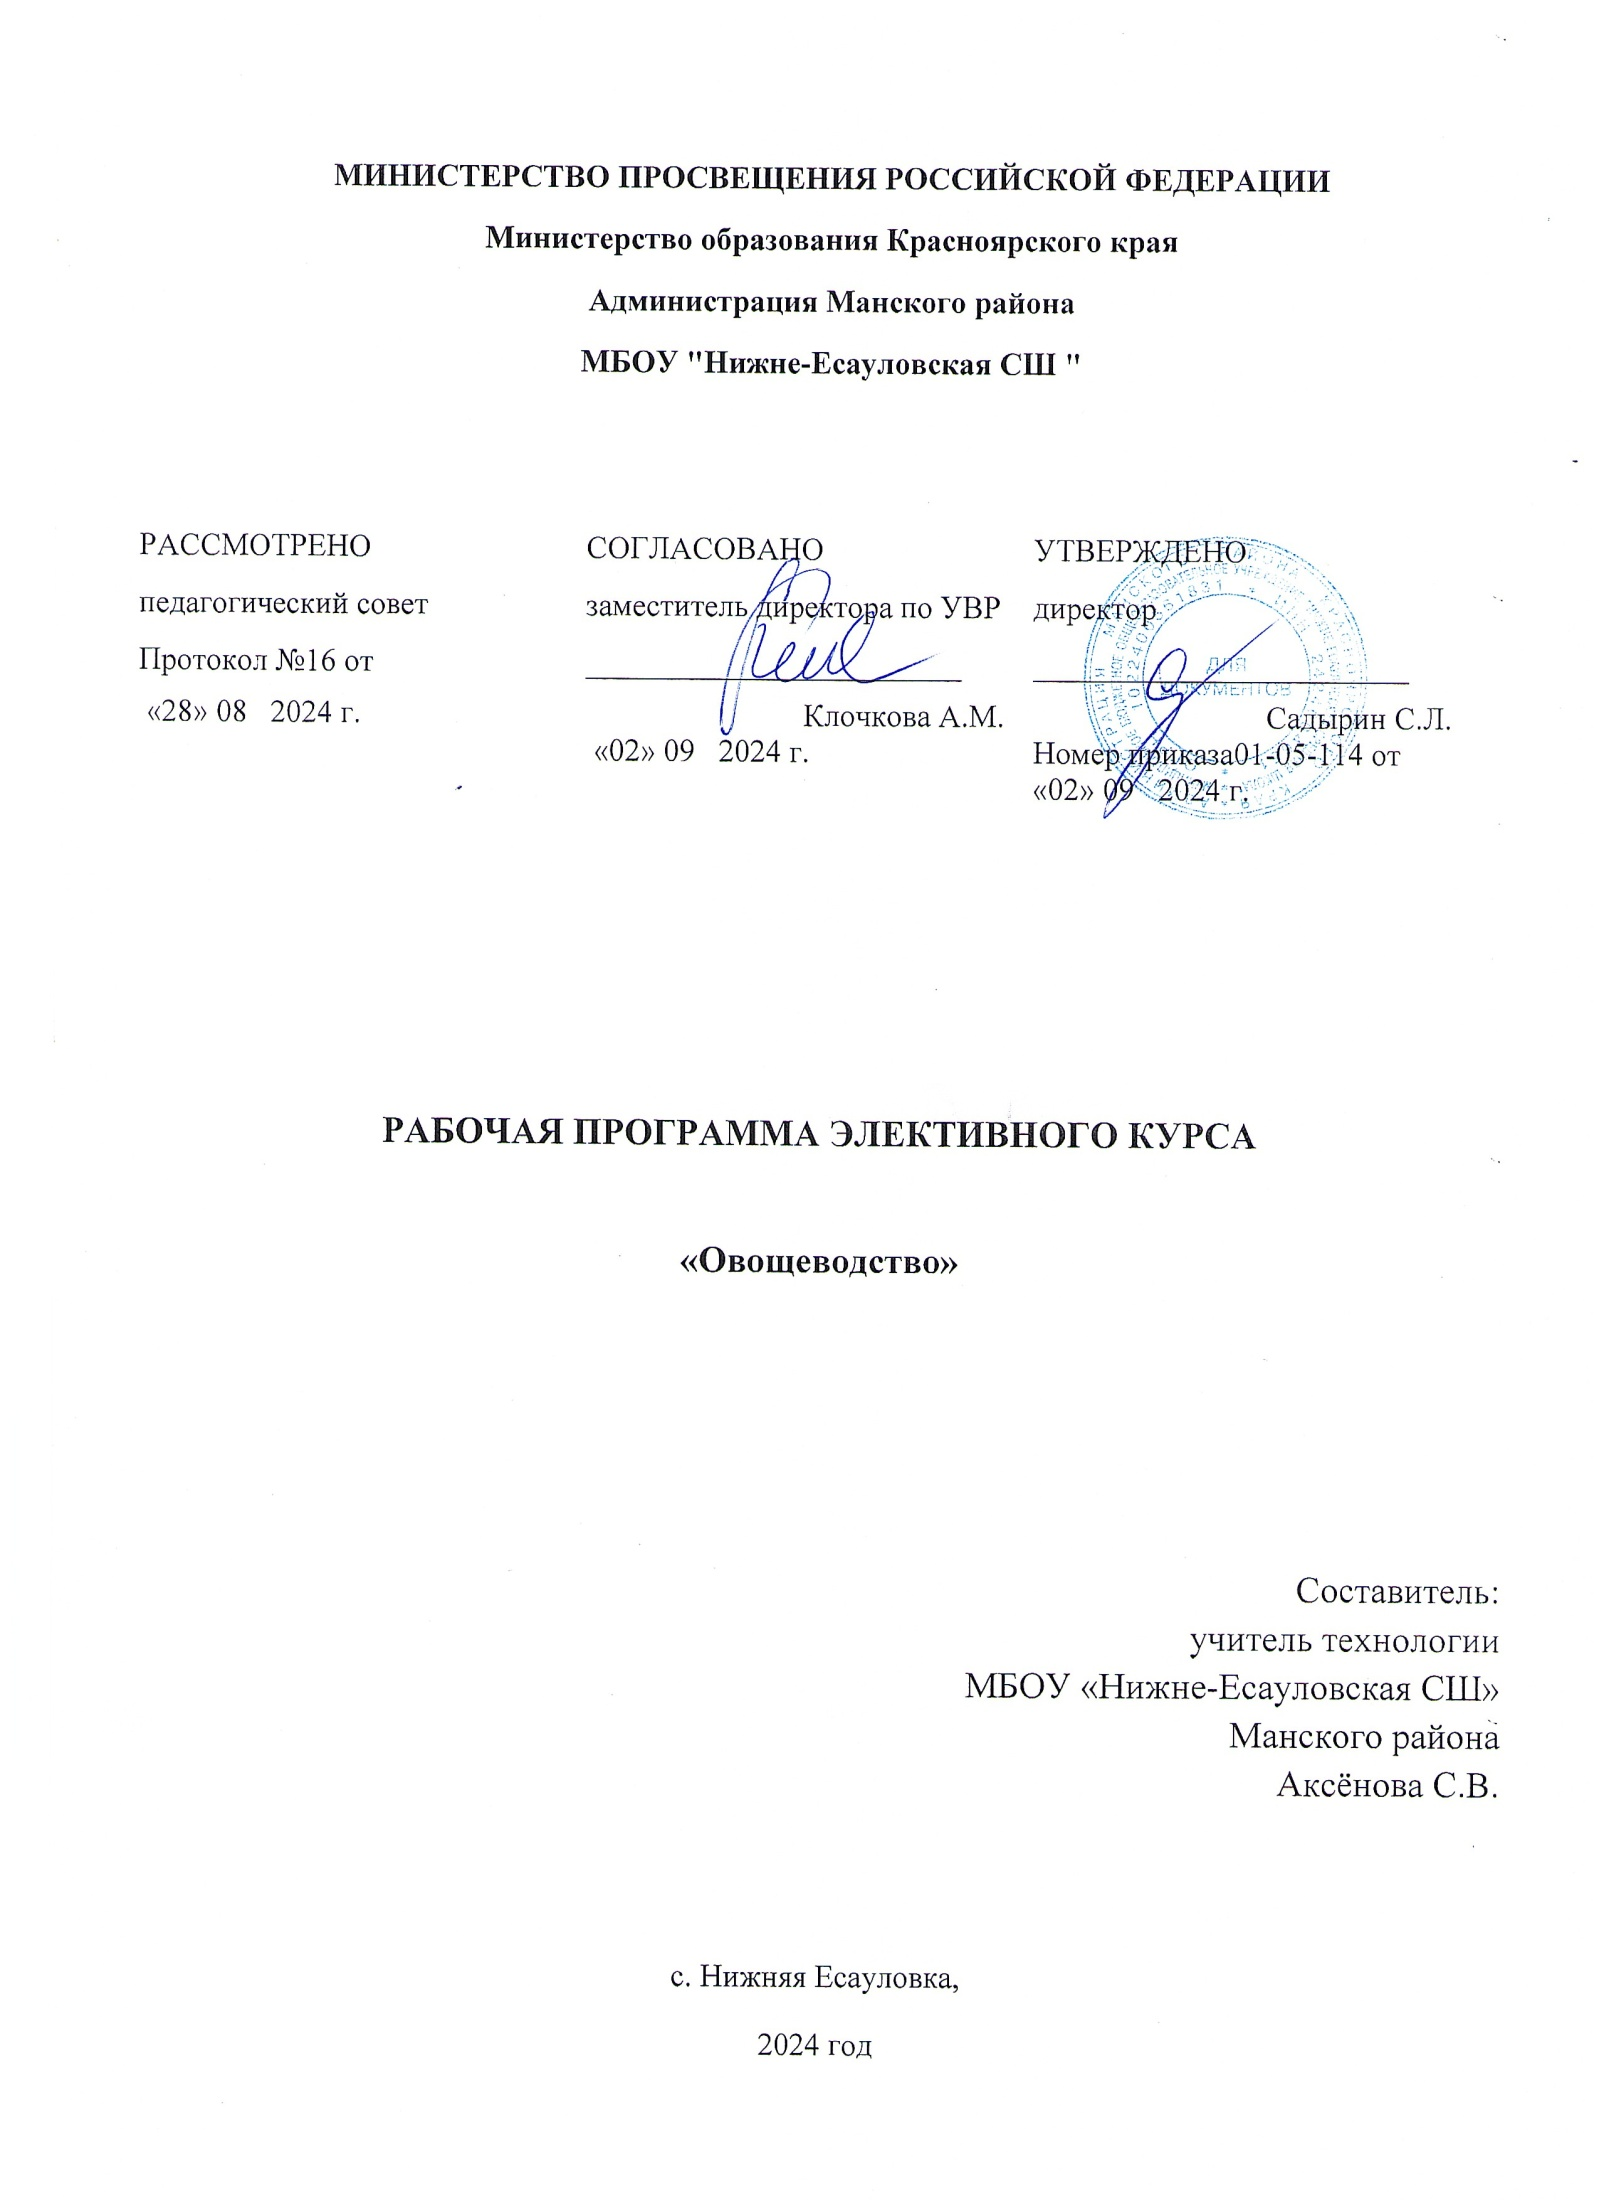 МИНИСТЕРСТВО ПРОСВЕЩЕНИЯ РОССИЙСКОЙ ФЕДЕРАЦИИ
Министерство образования Красноярского края
Администрация Манского района
МБОУ "Нижне-Есауловская СШ "
РАССМОТРЕНО
педагогический совет
Протокол №16 от
«28» 08 2024 г.
СОГЛАСОВАНО
заместитель директора по УВР
Клочкова А.М.
«02» 09 2024 г.
УТВЕРЖДЕНО
директор
Садырин С.Л.
Номер приказа01-05-114 от
«02» 09 2024 г.
ДЛЯ
ДОКУМЕНТОВ
РАБОЧАЯ ПРОГРАММА ЭЛЕКТИВНОГО КУРСА
«Овощеводство»
Составитель:
учитель технологии
МБОУ «Нижне-Есауловская СШ»
Манского района
Аксёнова С.В.
с. Нижняя Есауловка,
2024 год